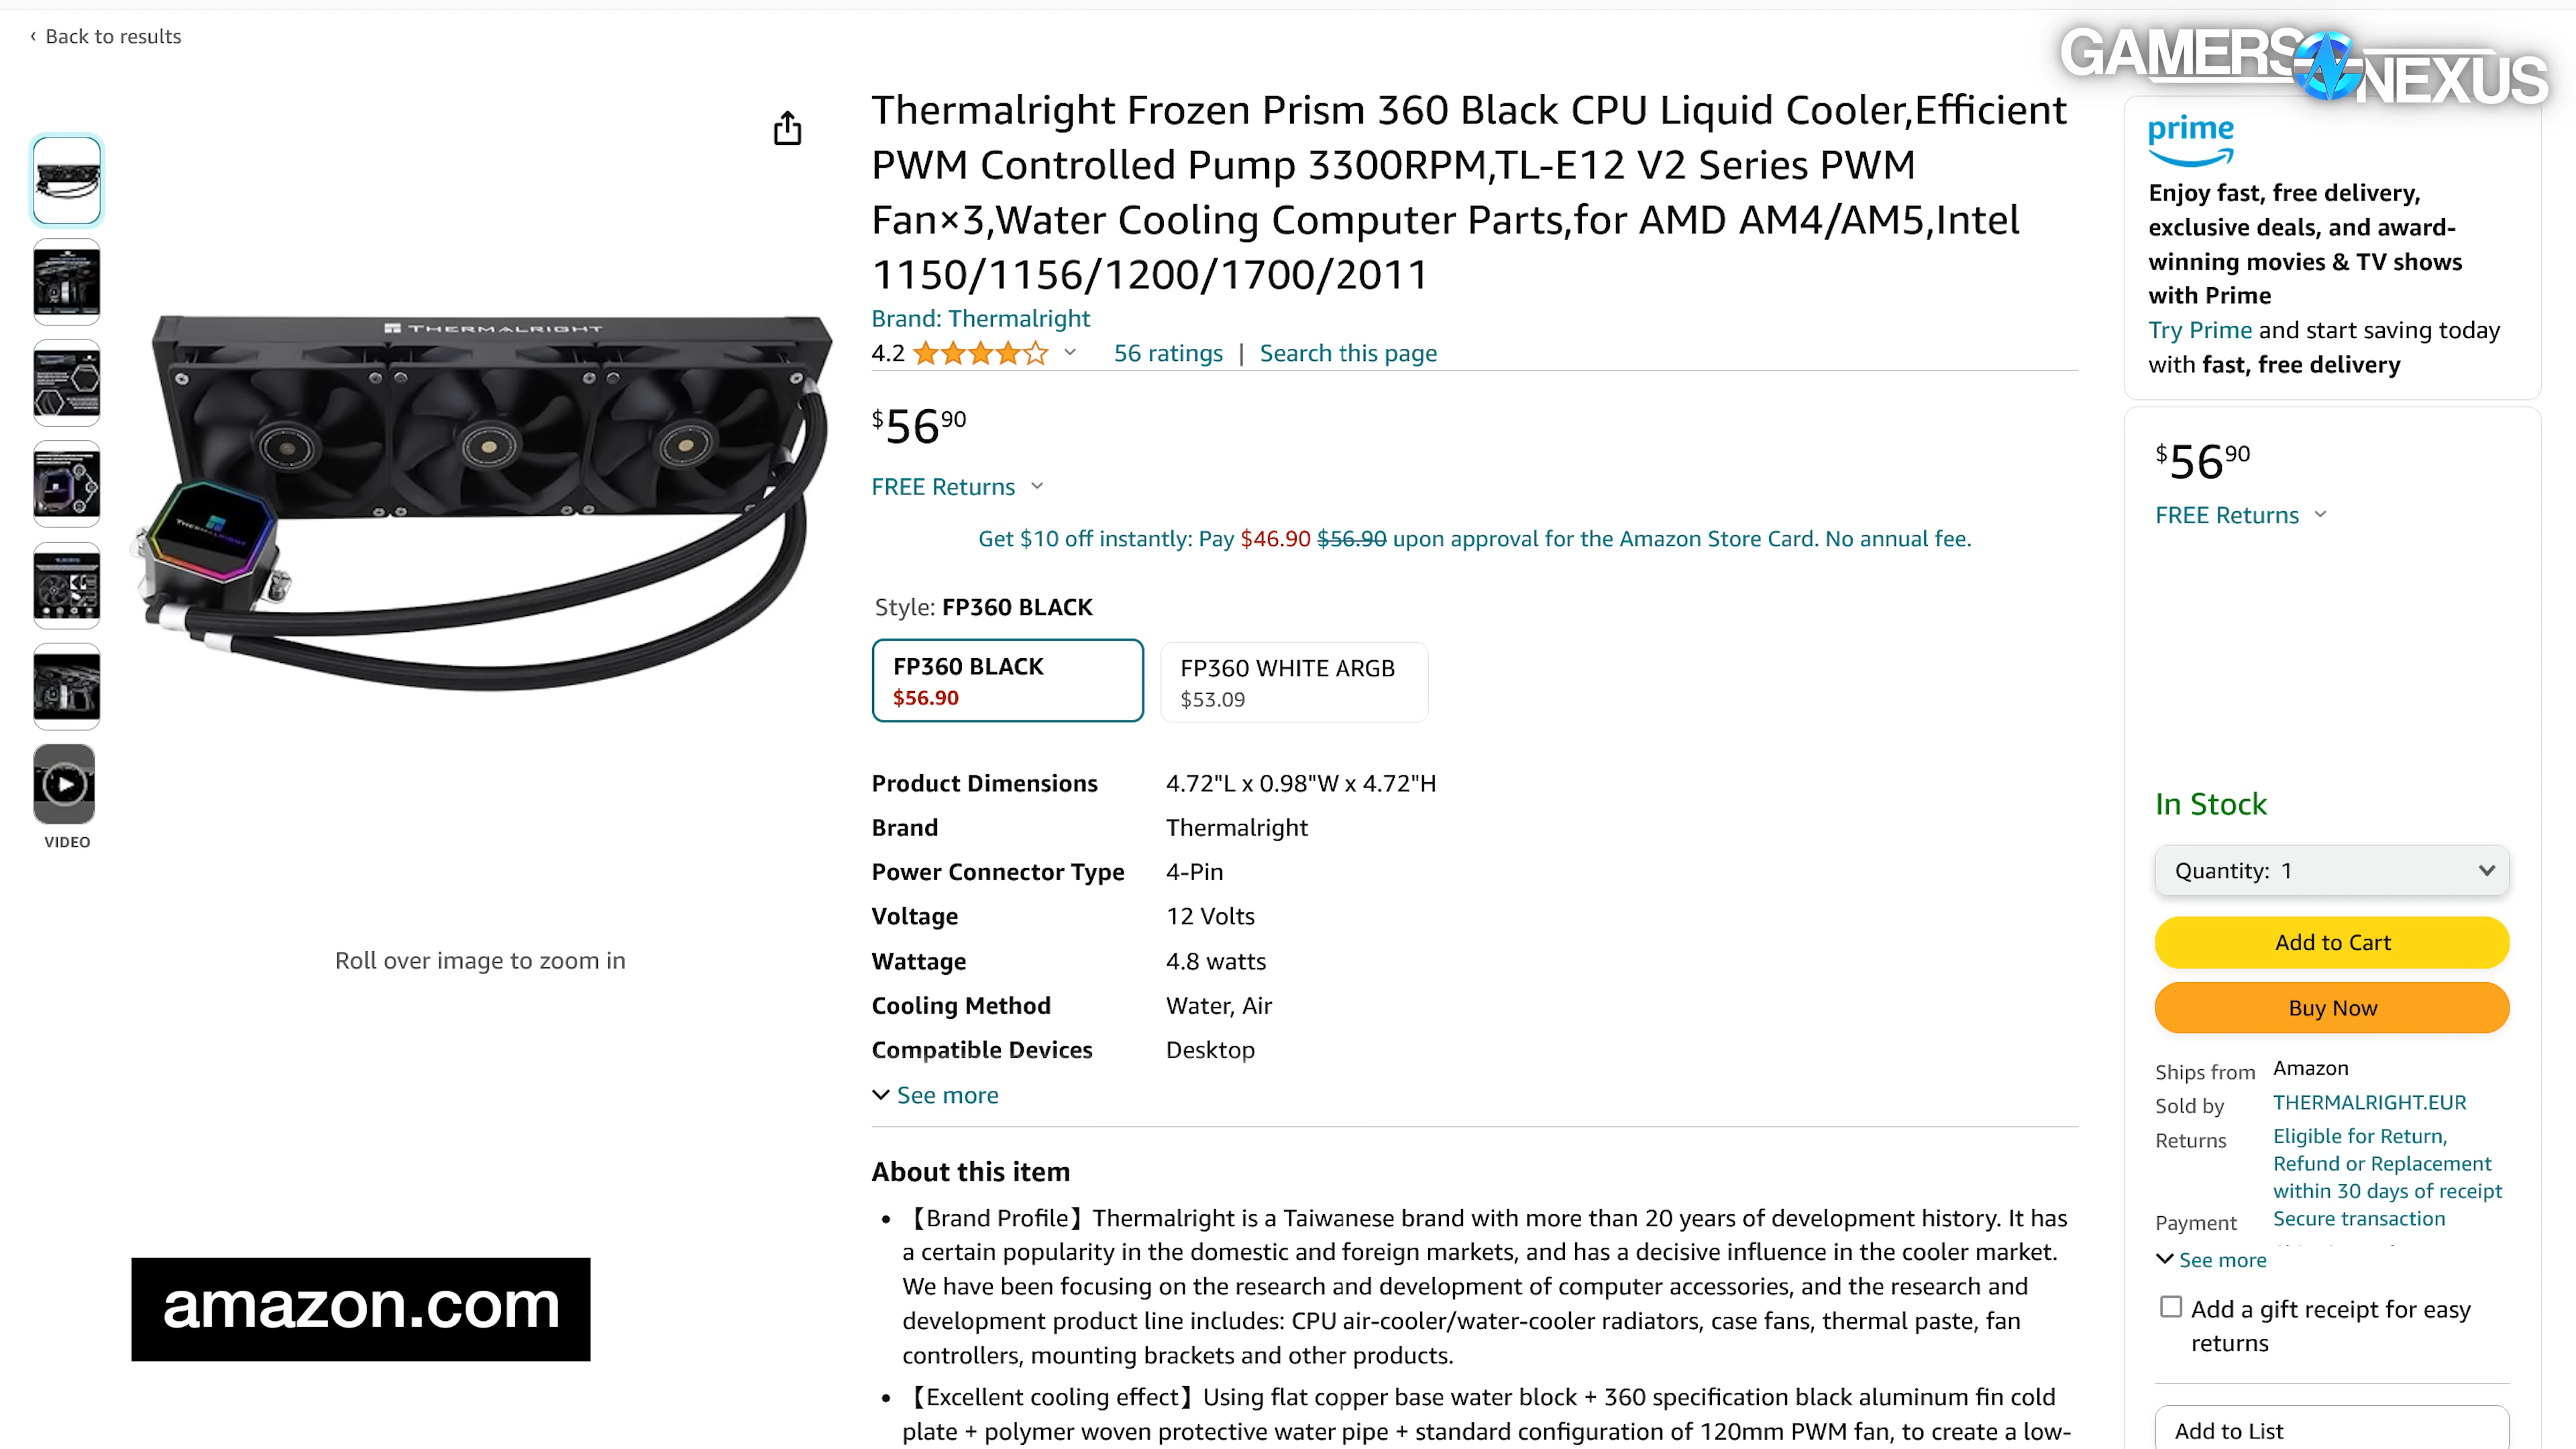 ‹ Back to results
GAMERS NEXUS
THERMALRIGHT
THERMALRIGHT
VIDEO
Roll over image to zoom in
amazon.com
Thermalright Frozen Prism 360 Black CPU Liquid Cooler,Efficient
PWM Controlled Pump 3300RPM,TL-E12 V2 Series PWM
Fan×3,Water Cooling Computer Parts,for AMD AM4/AM5,Intel
1150/1156/1200/1700/2011
Brand: Thermalright
4.2 56 ratings | Search this page
$56.90
FREE Returns
Get $10 off instantly: Pay $46.90 $56.90 upon approval for the Amazon Store Card. No annual fee.
Style: FP360 BLACK
FP360 BLACK
$56.90
FP360 WHITE ARGB
$53.09
Product Dimensions 4.72"L x 0.98"W x 4.72"H
Brand Thermalright
Power Connector Type 4-Pin
Voltage 12 Volts
Wattage 4.8 watts
Cooling Method Water, Air
Compatible Devices Desktop
See more
About this item
• 【Brand Profile】Thermalright is a Taiwanese brand with more than 20 years of development history. It has
a certain popularity in the domestic and foreign markets, and has a decisive influence in the cooler market.
We have been focusing on the research and development of computer accessories, and the research and
development product line includes: CPU air-cooler/water-cooler radiators, case fans, thermal paste, fan
controllers, mounting brackets and other products.
• 【Excellent cooling effect】Using flat copper base water block + 360 specification black aluminum fin cold
plate + polymer woven protective water pipe + standard configuration of 120mm PWM fan, to create a low-
prime
Enjoy fast, free delivery,
exclusive deals, and award-
winning movies & TV shows
with Prime
Try Prime and start saving today
with fast, free delivery
$56.90
FREE Returns
In Stock
Quantity: 1
Add to Cart
Buy Now
Ships from Amazon
Sold by THERMALRIGHT.EUR
Returns Eligible for Return,
Refund or Replacement
within 30 days of receipt
Payment Secure transaction
See more
Add a gift receipt for easy
returns
Add to List